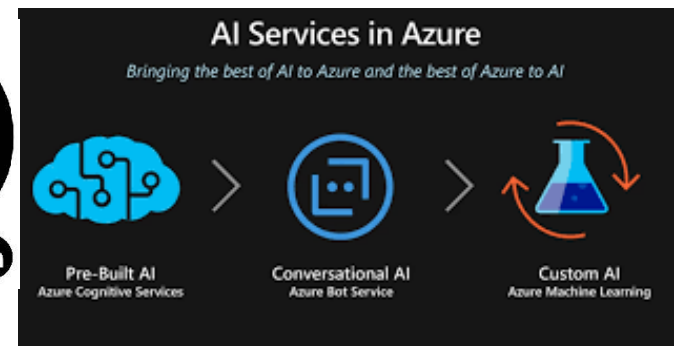 AI Services in Azure
Bringing the best of AI to Azure and the best of Azure to AI
Pre-Built AI
Azure Cognitive Services
Conversational AI
Azure Bot Service
Custom AI
Azure Machine Learning